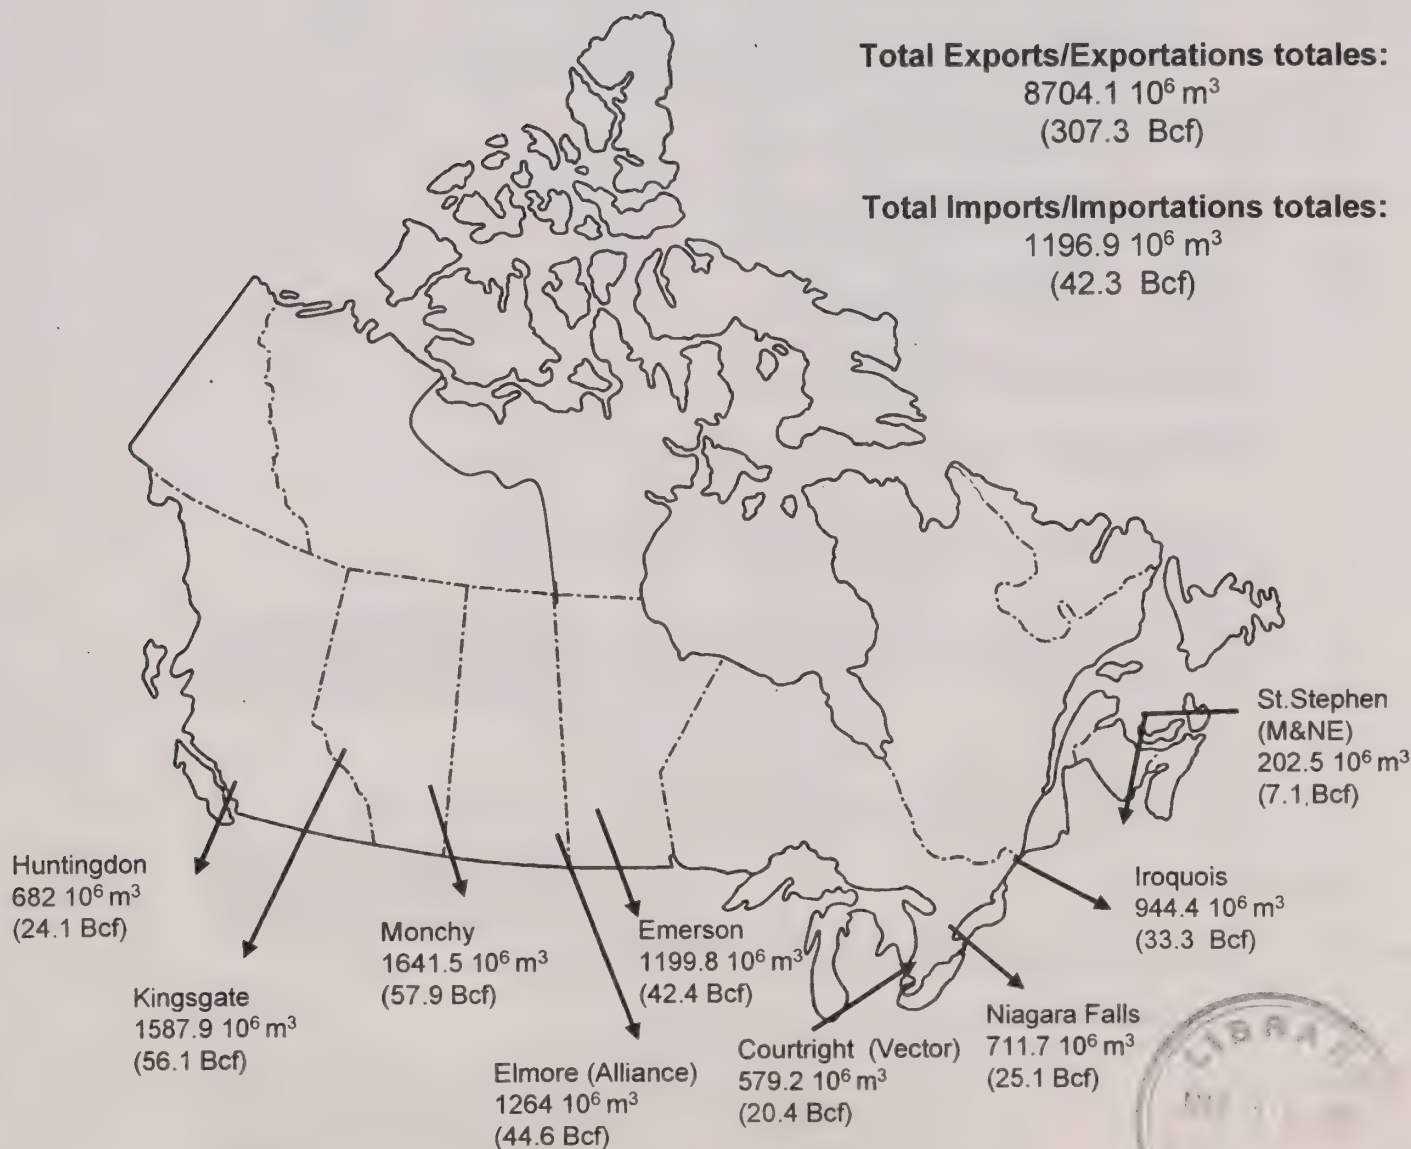 Total Exports/Exportations totales:
8704.1 10⁶ m³
(307.3 Bcf)
Total Imports/Importations totales:
1196.9 10⁶ m³
(42.3 Bcf)
St.Stephen
(M&NE)
202.5 10⁶ m³
(7.1 Bcf)
Huntingdon
682 10⁶ m³
(24.1 Bcf)
Kingsgate
1587.9 10⁶ m³
(56.1 Bcf)
Monchy
1641.5 10⁶ m³
(57.9 Bcf)
Elmore (Alliance)
1264 10⁶ m³
(44.6 Bcf)
Emerson
1199.8 10⁶ m³
(42.4 Bcf)
Courtright (Vector)
579.2 10⁶ m³
(20.4 Bcf)
Niagara Falls
711.7 10⁶ m³
(25.1 Bcf)
Iroquois
944.4 10⁶ m³
(33.3 Bcf)